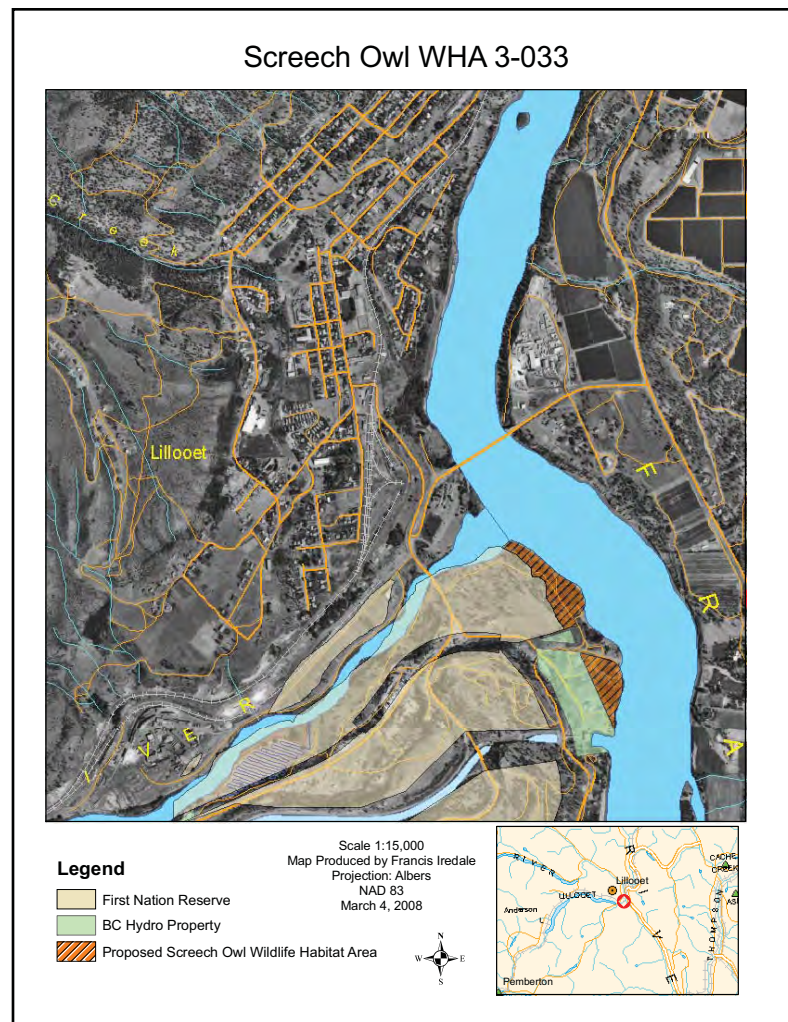 Screech Owl WHA 3-033
Creek
Lillooet
F
R
A
I V E R
Legend
First Nation Reserve
BC Hydro Property
Proposed Screech Owl Wildlife Habitat Area
Scale 1:15,000
Map Produced by Francis Iredale
Projection: Albers
NAD 83
March 4, 2008
N
W E
S
RIVER
Lillooet
LILLOOET
Anderson
L
Pemberton
R
I
V
E
THOMPSON
CACHE
CREEK
AS